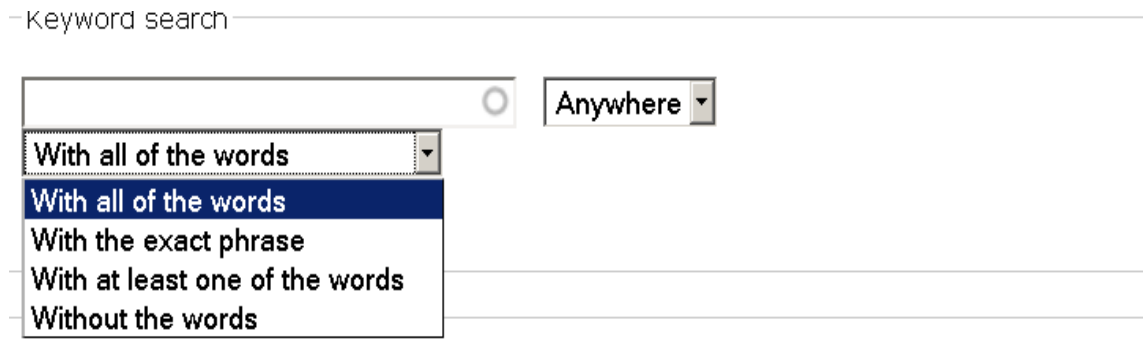 Keyword search
Anywhere
With all of the words
With all of the words
With the exact phrase
With at least one of the words
Without the words